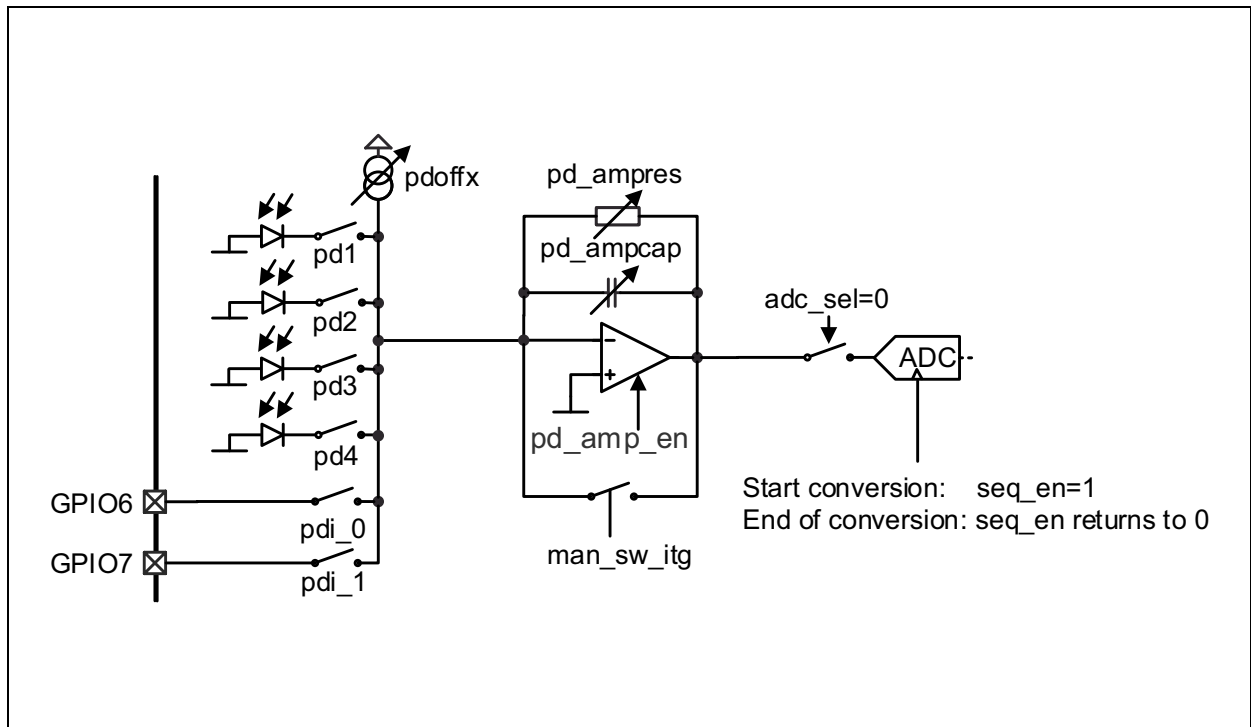 pdoffx
pd1
pd2
pd3
pd4
GPIO6
pdi_0
GPIO7
pdi_1
pd_ampres
pd_ampcap
−
+
pd_amp_en
man_sw_itg
adc_sel=0
ADC
Start conversion: seq_en=1
End of conversion: seq_en returns to 0